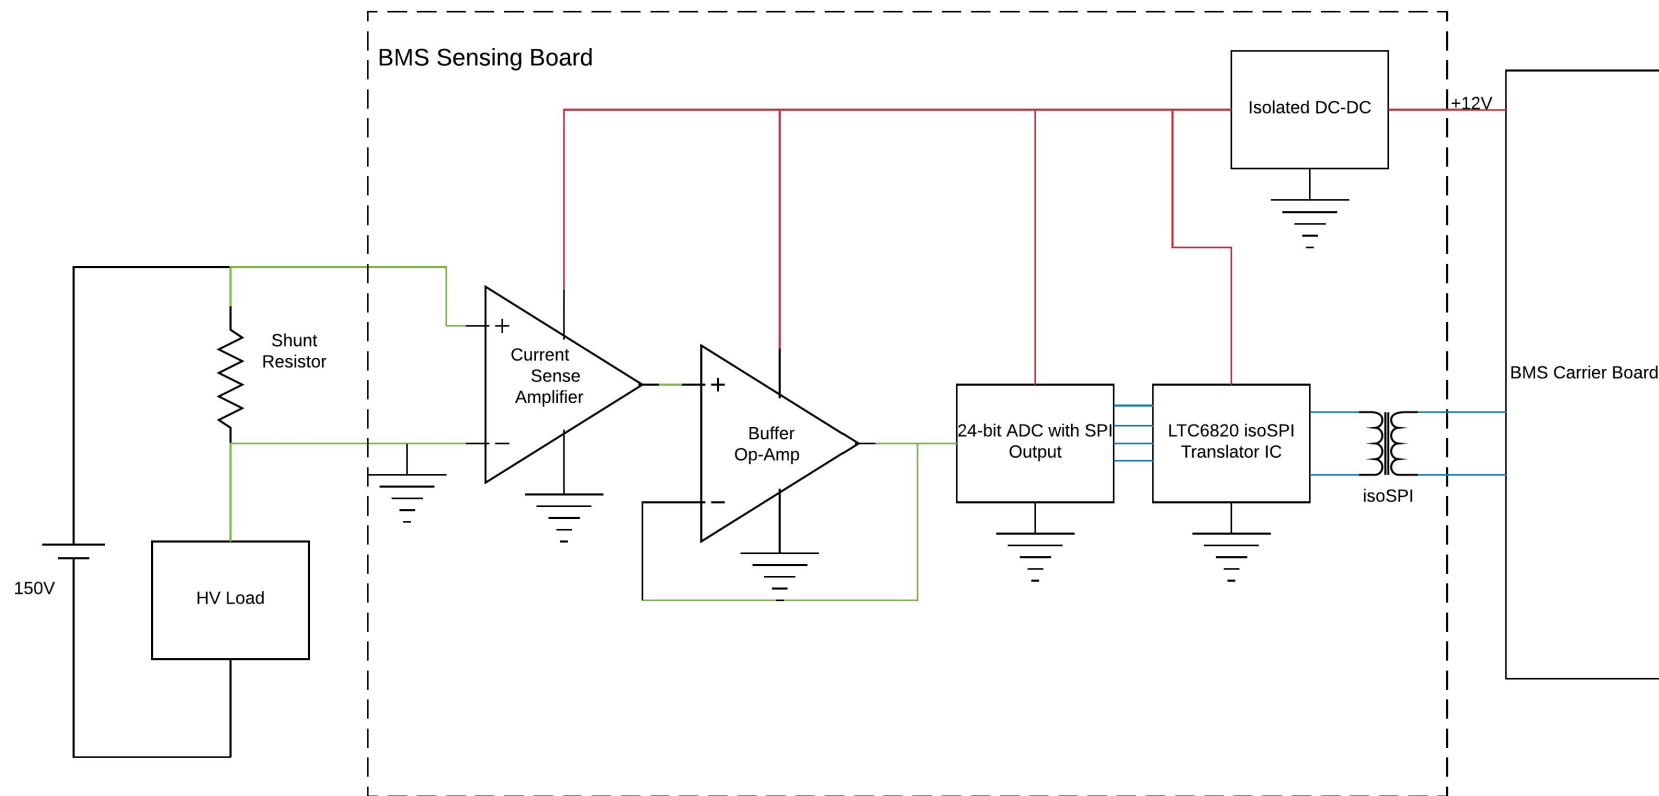 BMS Sensing Board
Isolated DC-DC
+12V
Shunt
Resistor
+
Current
Sense
Amplifier
−
+
Buffer
Op-Amp
−
24-bit ADC with SPI
Output
LTC6820 isoSPI
Translator IC
isoSPI
BMS Carrier Board
150V
HV Load